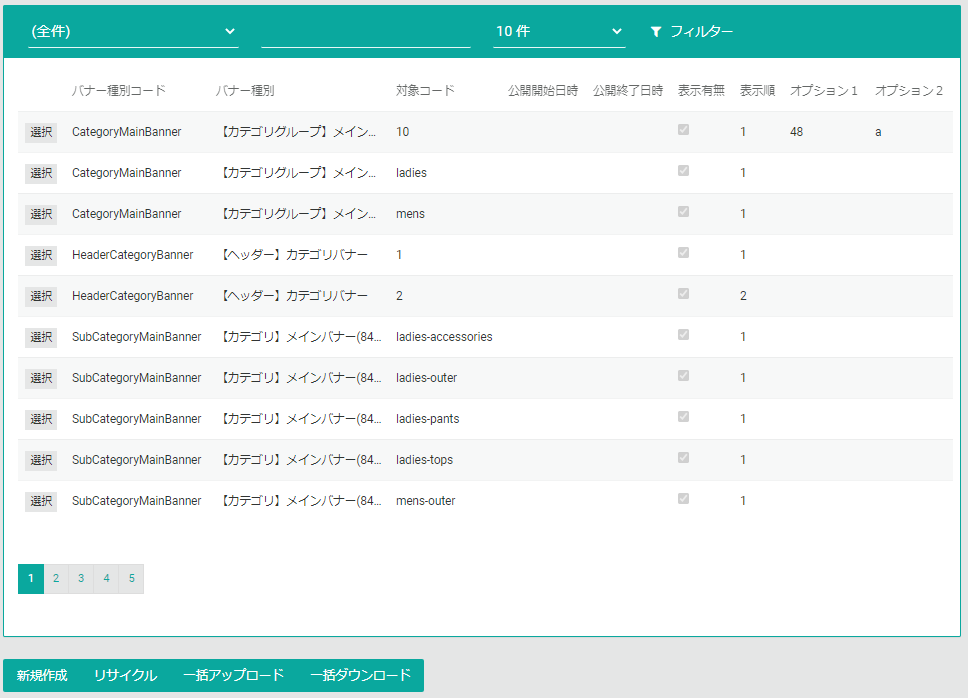 (全件) 10 件 フィルター
バナー種別コード バナー種別 対象コード 公開開始日時 公開終了日時 表示有無 表示順 オプション1 オプション2
選択 CategoryMainBanner 【カテゴリグループ】メイン... 10 1 48 a
選択 CategoryMainBanner 【カテゴリグループ】メイン... ladies 1
選択 CategoryMainBanner 【カテゴリグループ】メイン... mens 1
選択 HeaderCategoryBanner 【ヘッダー】カテゴリバナー 1 1
選択 HeaderCategoryBanner 【ヘッダー】カテゴリバナー 2 2
選択 SubCategoryMainBanner 【カテゴリ】メインバナー(84... ladies-accessories 1
選択 SubCategoryMainBanner 【カテゴリ】メインバナー(84... ladies-outer 1
選択 SubCategoryMainBanner 【カテゴリ】メインバナー(84... ladies-pants 1
選択 SubCategoryMainBanner 【カテゴリ】メインバナー(84... ladies-tops 1
選択 SubCategoryMainBanner 【カテゴリ】メインバナー(84... mens-outer 1
1 2 3 4 5
新規作成 リサイクル 一括アップロード 一括ダウンロード